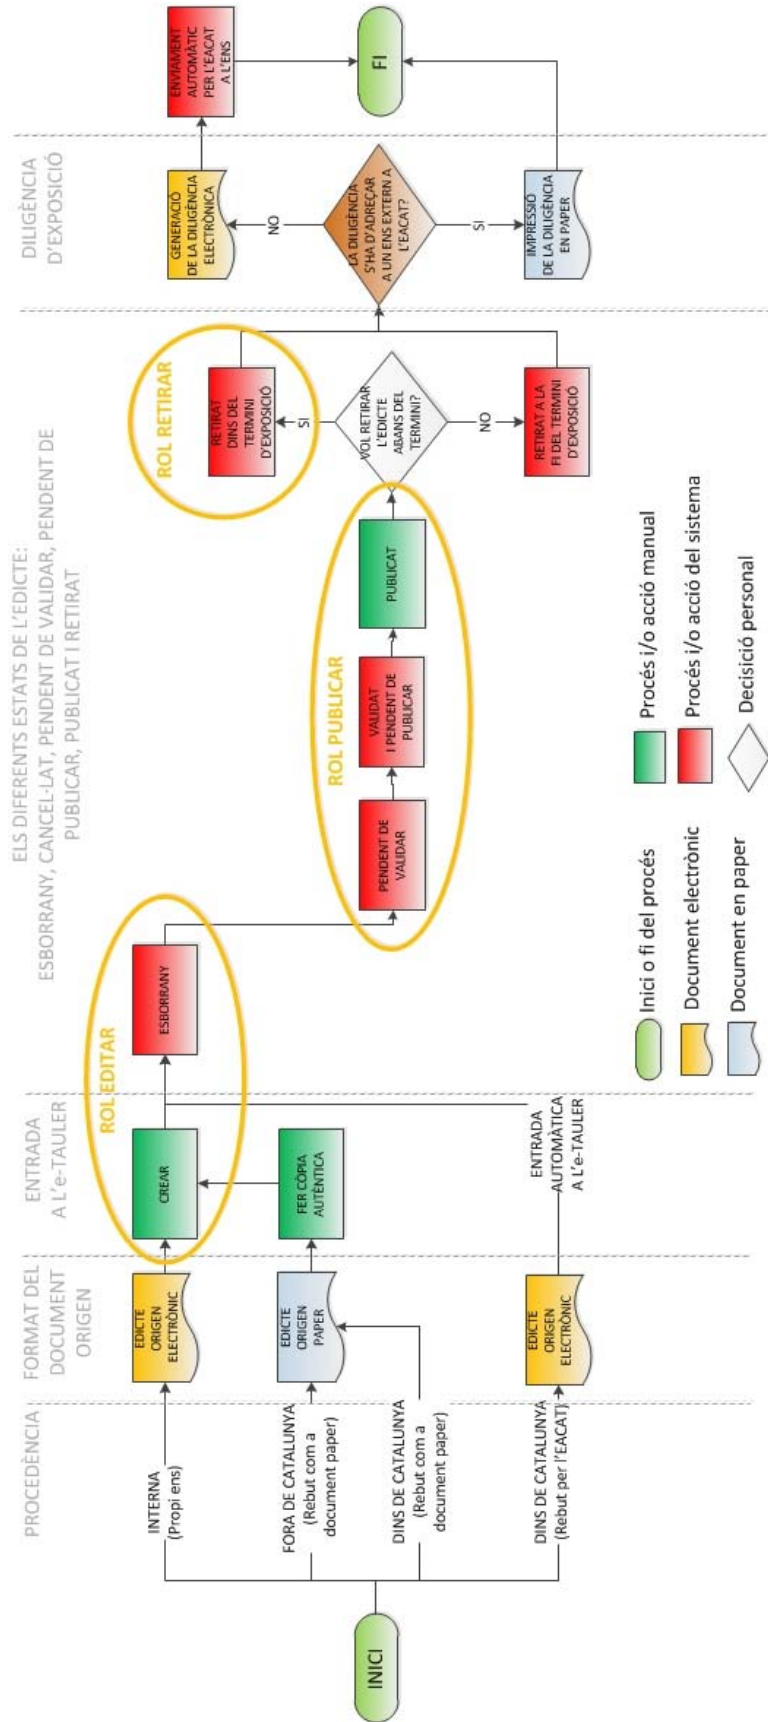 PROCEDÈNCIA
FORMAT DEL
DOCUMENT
ORIGEN
ENTRADA
A L'e-TAULER
ELS DIFERENTS ESTATS DE L'EDICTE:
ESBORRANY, CANCEL·LAT, PENDENT DE VALIDAR, PENDENT DE
PUBLICAR, PUBLICAT I RETIRAT
DILIGÈNCIA
D'EXPOSICIÓ
INICI
INTERNA
(Propi ens)
FORA DE CATALUNYA
(Rebut com a
document paper)
DINS DE CATALUNYA
(Rebut com a
document paper)
DINS DE CATALUNYA
(Rebut per l'EACAT)
EDICTE
ORIGEN
ELECTRÒNIC
EDICTE
ORIGEN
PAPER
EDICTE
ORIGEN
ELECTRÒNIC
ROL EDITAR
CREAR
FER CÒPIA
AUTÈNTICA
ENTRADA
AUTOMÀTICA
A L'e-TAULER
ESBORRANY
ROL PUBLICAR
PENDENT DE
VALIDAR
VALIDAT
I PENDENT DE
PUBLICAR
PUBLICAT
ROL RETIRAR
RETIRAT
DINS DEL
TERMINI
D'EXPOSICIÓ
SI
VOL RETIRAR
L'EDICTE
ABANS DEL
TERMINI?
NO
RETIRAT A LA
FI DEL TERMINI
D'EXPOSICIÓ
GENERACIÓ
DE LA DILIGÈNCIA
ELECTRÒNICA
NO
LA DILIGÈNCIA
S'HA D'ADREÇAR
A UN ENS EXTERN A
L'EACAT?
SI
IMPRESSIÓ
DE LA DILIGÈNCIA
EN PAPER
ENVIAMENT
AUTOMÀTIC
PER L'EACAT
A L'ENS
FI
Inici o fi del procés
Document electrònic
Document en paper
Procés i/o acció manual
Procés i/o acció del sistema
Decisició personal